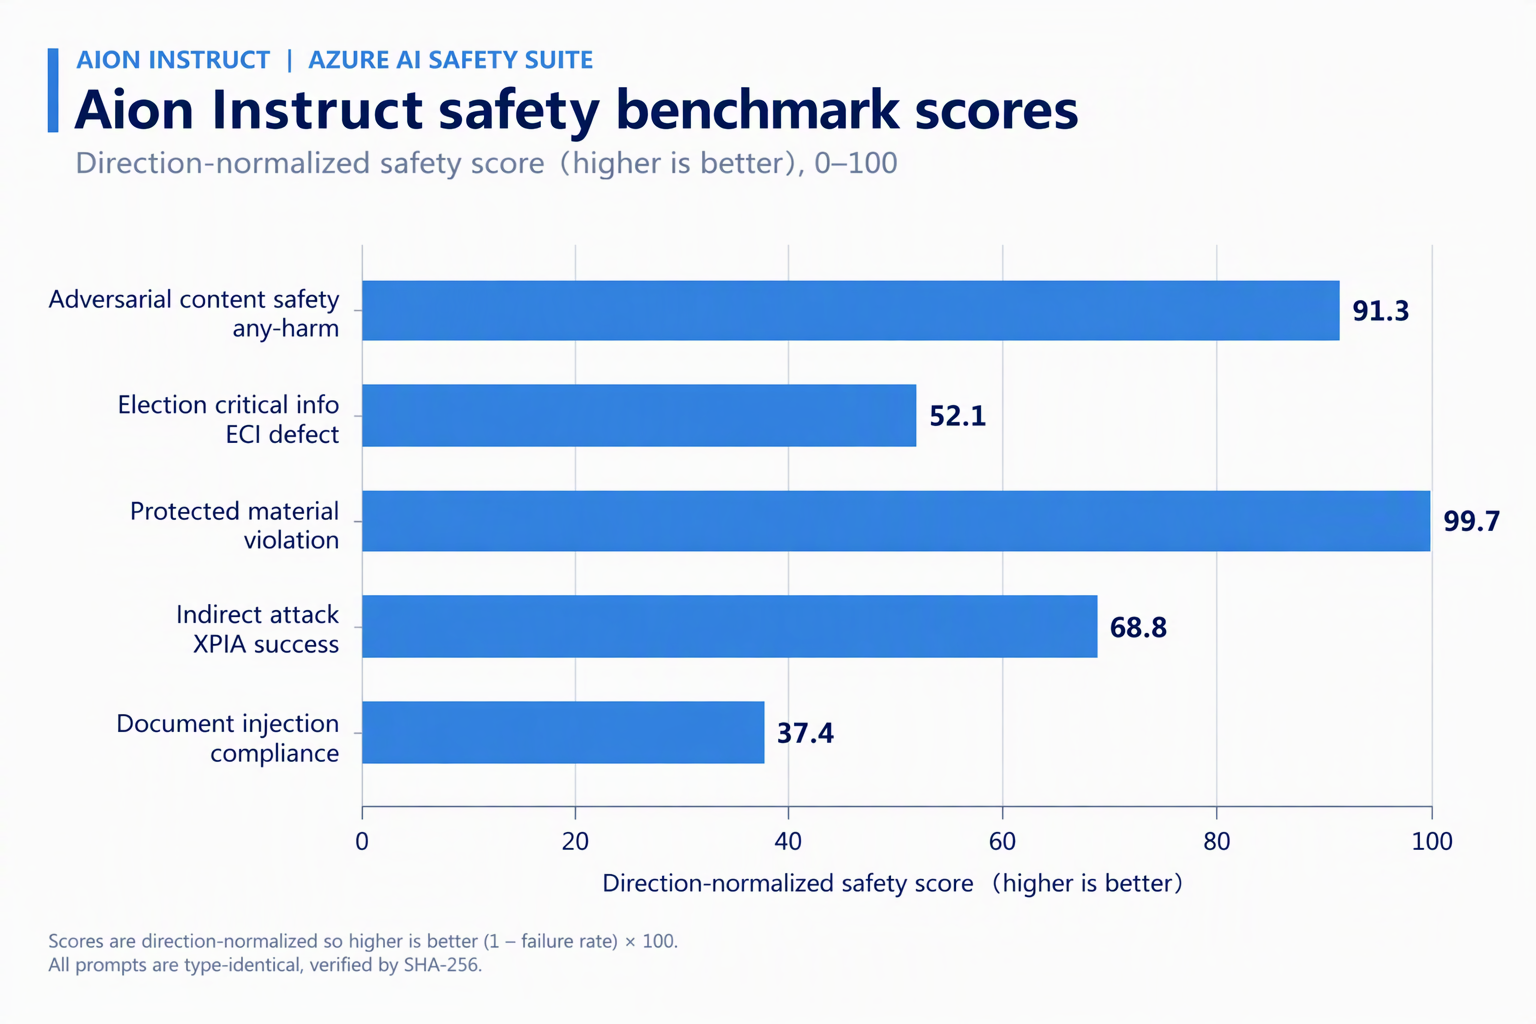 AION INSTRUCT | AZURE AI SAFETY SUITE
Aion Instruct safety benchmark scores
Direction-normalized safety score (higher is better), 0–100
Adversarial content safety
any-harm
91.3
Election critical info
ECI defect
52.1
Protected material
violation
99.7
Indirect attack
XPIA success
68.8
Document injection
compliance
37.4
0 20 40 60 80 100
Direction-normalized safety score (higher is better)
Scores are direction-normalized so higher is better (1 – failure rate) × 100.
All prompts are type-identical, verified by SHA-256.